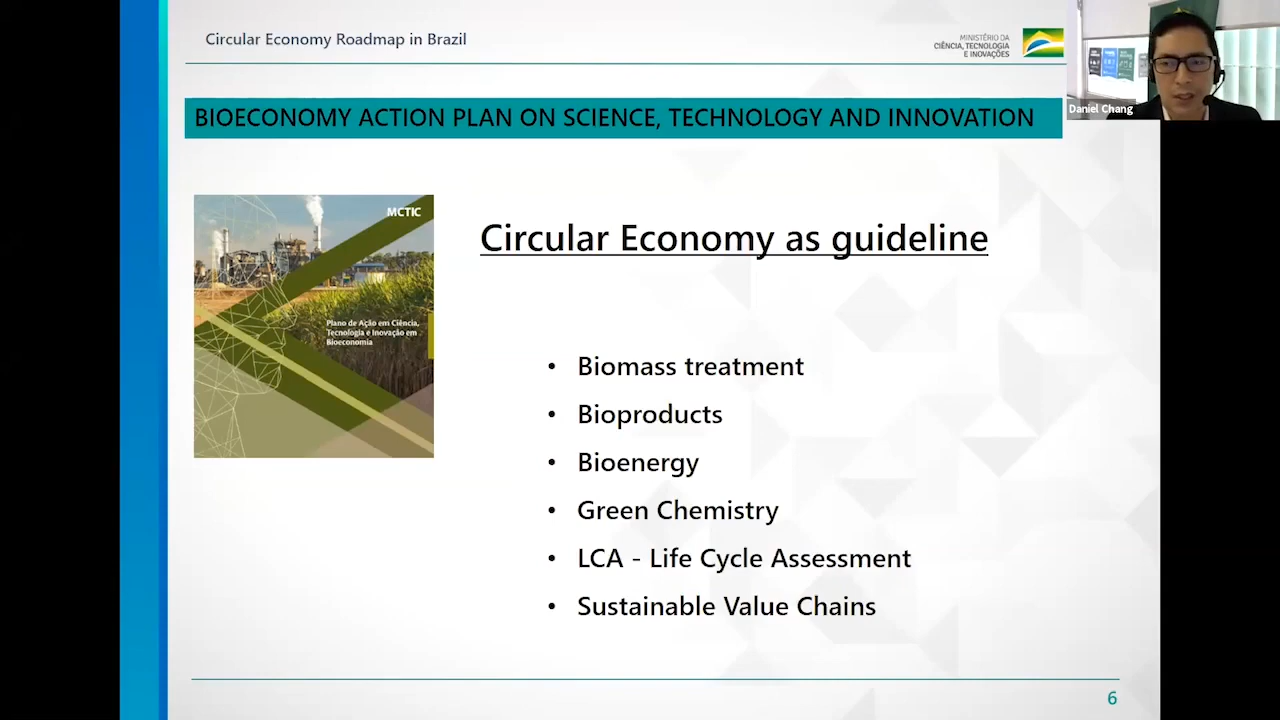 Circular Economy Roadmap in Brazil
MINISTÉRIO DA
CIÊNCIA, TECNOLOGIA
E INOVAÇÕES
Daniel Chang
BIOECONOMY ACTION PLAN ON SCIENCE, TECHNOLOGY AND INNOVATION
MCTIC
Plano de Ação em Ciência,
Tecnologia e Inovação em
Bioeconomia
Circular Economy as guideline
• Biomass treatment
• Bioproducts
• Bioenergy
• Green Chemistry
• LCA - Life Cycle Assessment
• Sustainable Value Chains
6